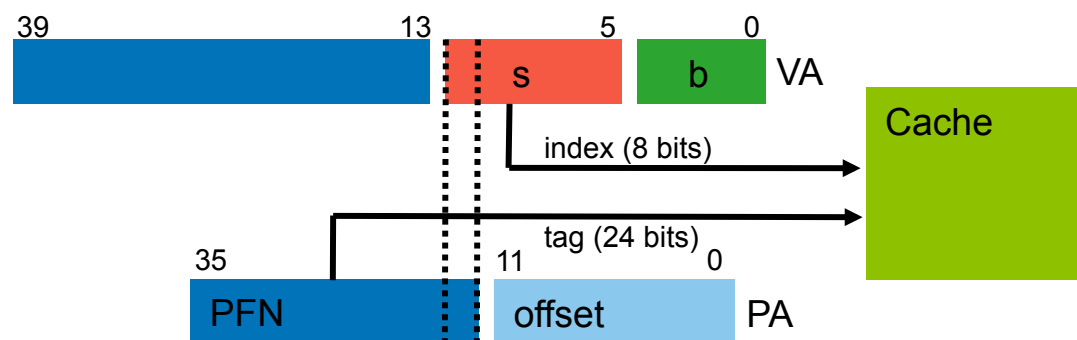 39 13 5 0
s b VA
Cache
index (8 bits)
tag (24 bits)
35 11 0
PFN offset PA